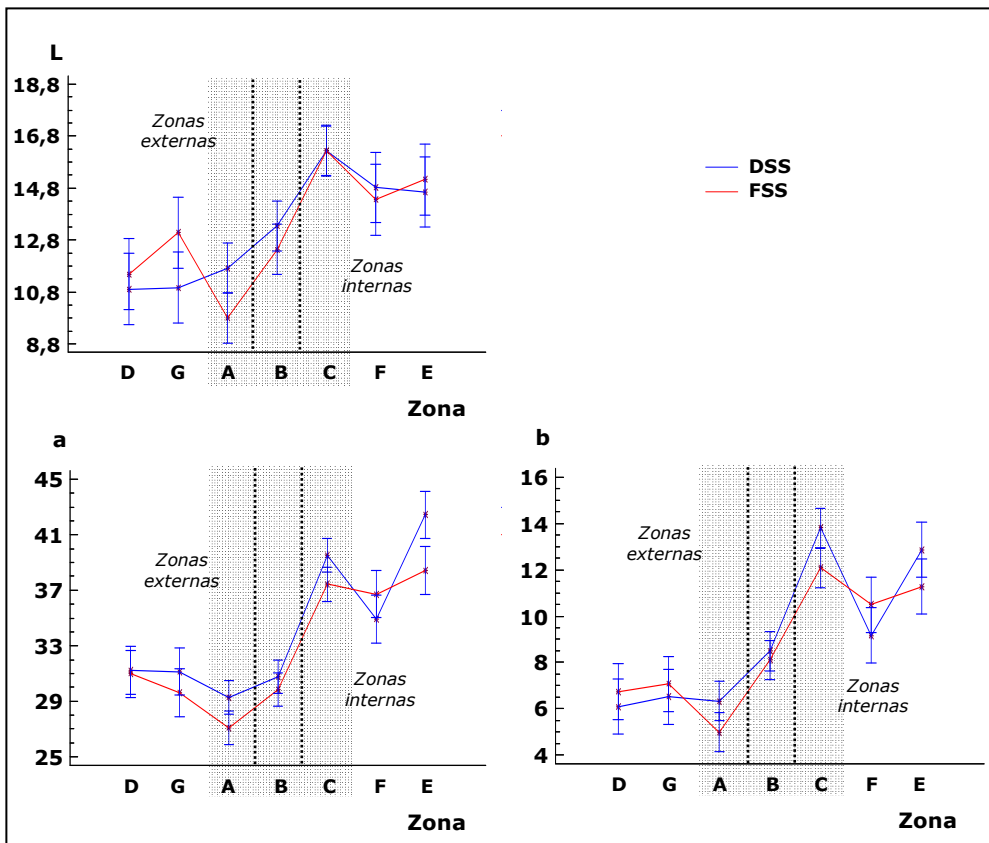 L
18,8
16,8
14,8
12,8
10,8
8,8
Zonas
externas
Zonas
internas
D G A B C F E
Zona
DSS
FSS
a
45
41
37
31
29
25
Zonas
externas
Zonas
internas
D G A B C F E
Zona
b
16
14
12
10
8
6
4
Zonas
externas
Zonas
internas
D G A B C F E
Zona